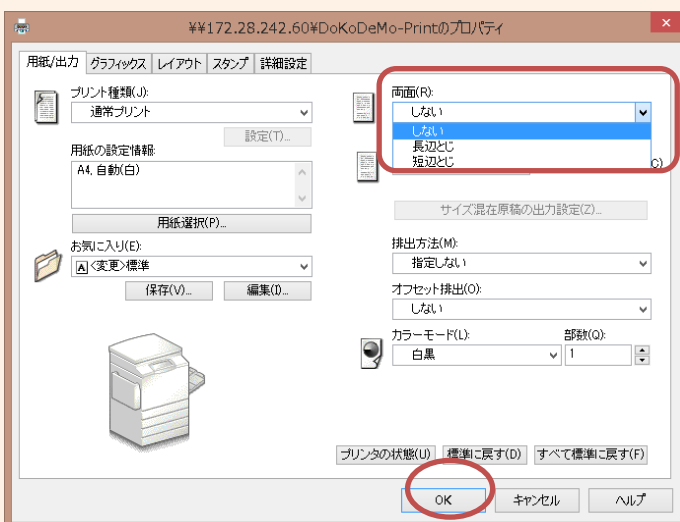 ¥¥172.28.242.60¥DoKoDeMo-Printのプロパティ
用紙/出力 グラフィックス レイアウト スタンプ 詳細設定
プリント種類(J):
通常プリント
設定(T)...
用紙の設定情報:
A4, 自動(白)
用紙選択(P)...
お気に入り(E):
A <変更>標準
保存(V)... 編集(I)...
両面(R):
しない
しない
長辺とじ
短辺とじ
サイズ混在原稿の出力設定(Z)...
排出方法(M):
指定しない
オフセット排出(O):
しない
カラーモード(L): 部数(Q):
白黒 1
プリンタの状態(U) 標準に戻す(D) すべて標準に戻す(F)
OK キャンセル ヘルプ